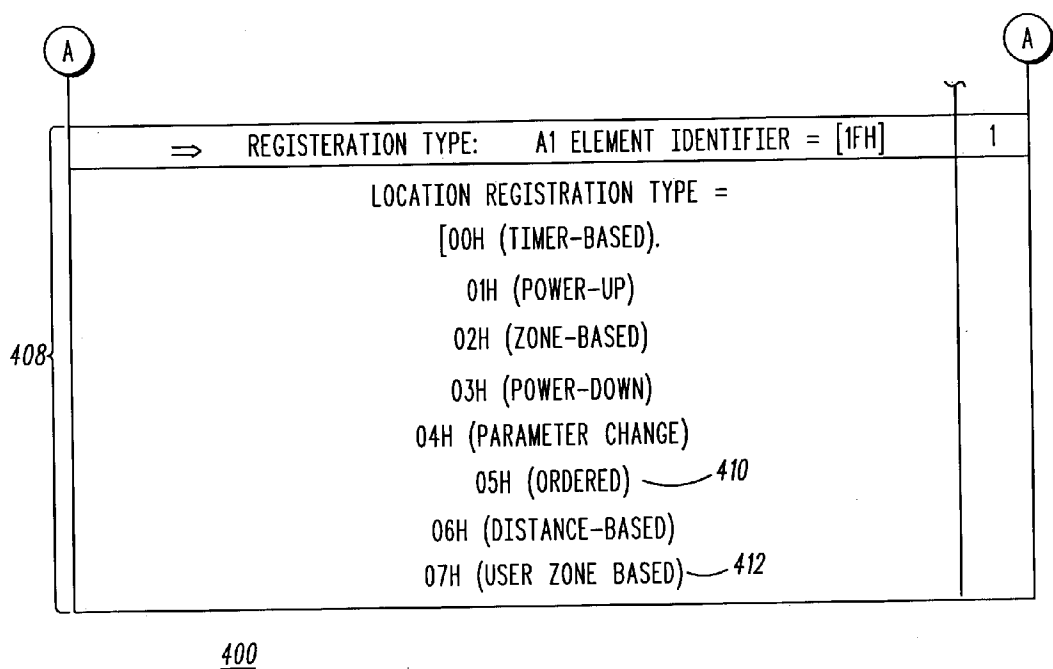 A A
⇒ REGISTERATION TYPE: A1 ELEMENT IDENTIFIER = [1FH] 1
LOCATION REGISTRATION TYPE =
[00H (TIMER-BASED).
01H (POWER-UP)
02H (ZONE-BASED)
408
03H (POWER-DOWN)
04H (PARAMETER CHANGE)
05H (ORDERED) 410
06H (DISTANCE-BASED)
07H (USER ZONE BASED) 412
400